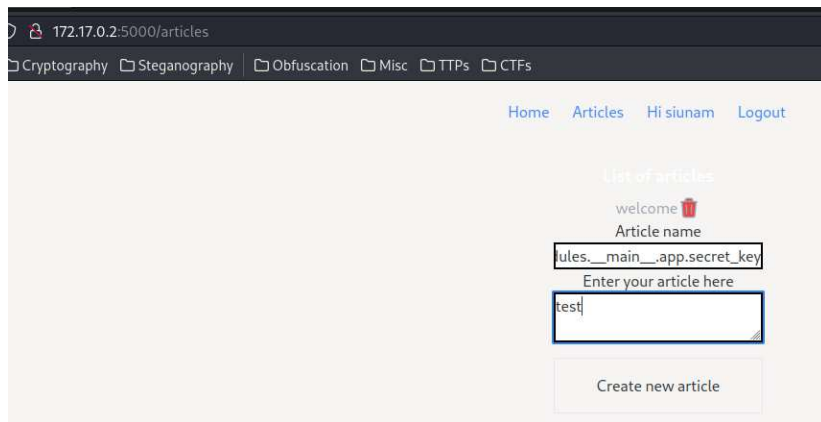 172.17.0.2:5000/articles
Cryptography Steganography Obfuscation Misc TTPs CTFs
Home Articles Hi siunam Logout
List of articles
welcome
Article name
dules.__main__.app.secret_key
Enter your article here
test
Create new article